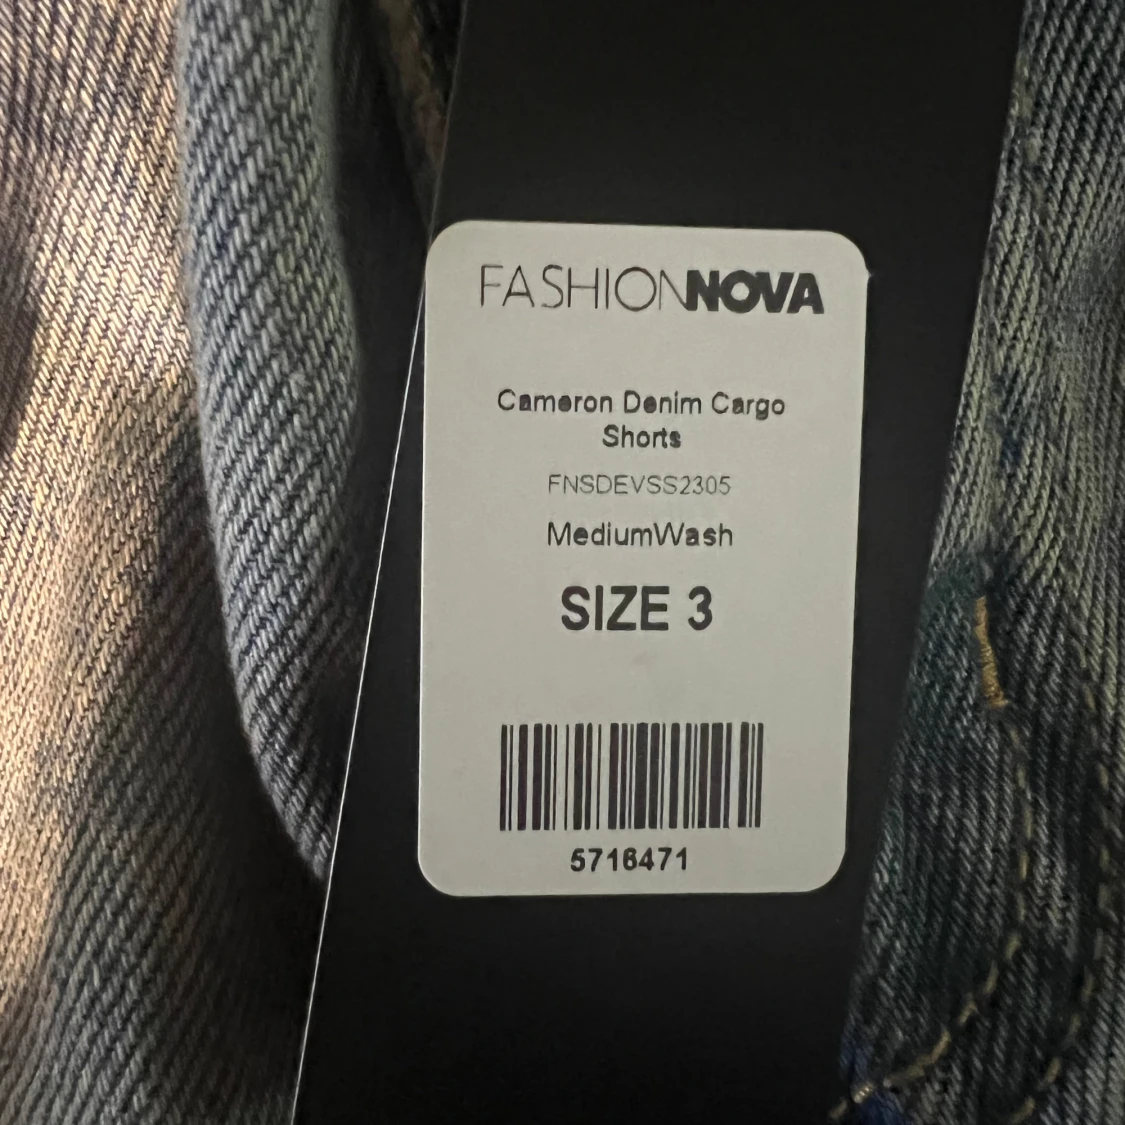 FASHIONNOVA
Cameron Denim Cargo
Shorts
FNSDEVSS2305
MediumWash
SIZE 3
5716471